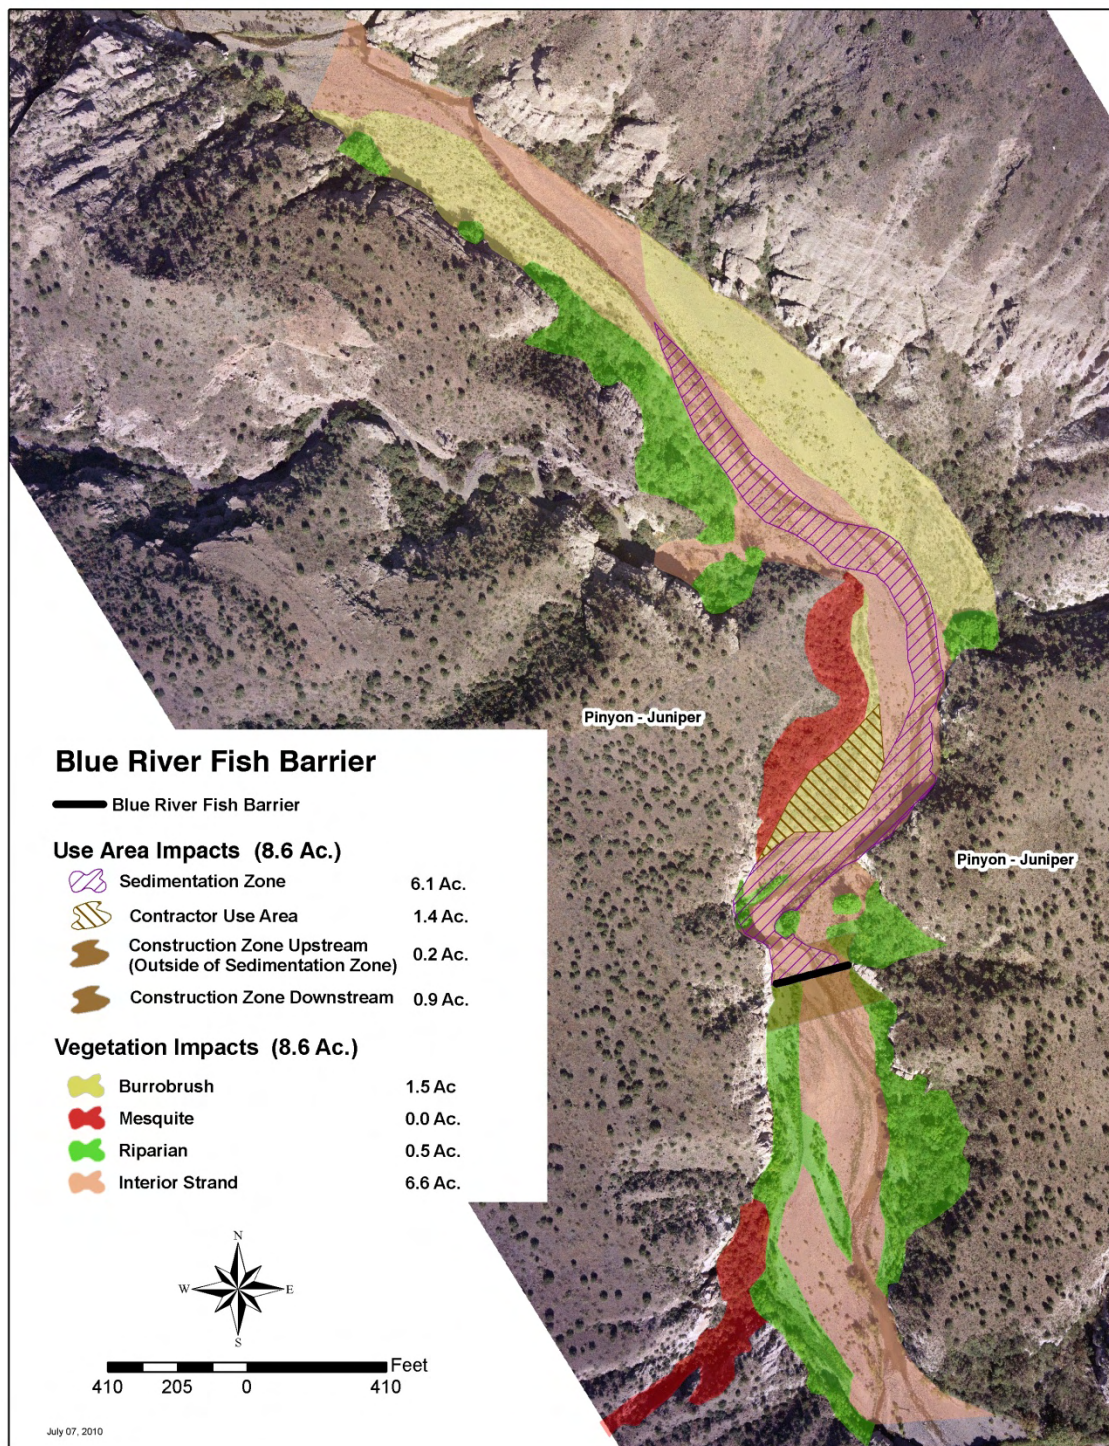 Pinyon - Juniper
Pinyon - Juniper
Blue River Fish Barrier
Blue River Fish Barrier
Use Area Impacts (8.6 Ac.)
Sedimentation Zone 6.1 Ac.
Contractor Use Area 1.4 Ac.
Construction Zone Upstream
(Outside of Sedimentation Zone) 0.2 Ac.
Construction Zone Downstream 0.9 Ac.
Vegetation Impacts (8.6 Ac.)
Burrobrush 1.5 Ac
Mesquite 0.0 Ac.
Riparian 0.5 Ac.
Interior Strand 6.6 Ac.
N
W E
S
Feet
410 205 0 410
July 07, 2010